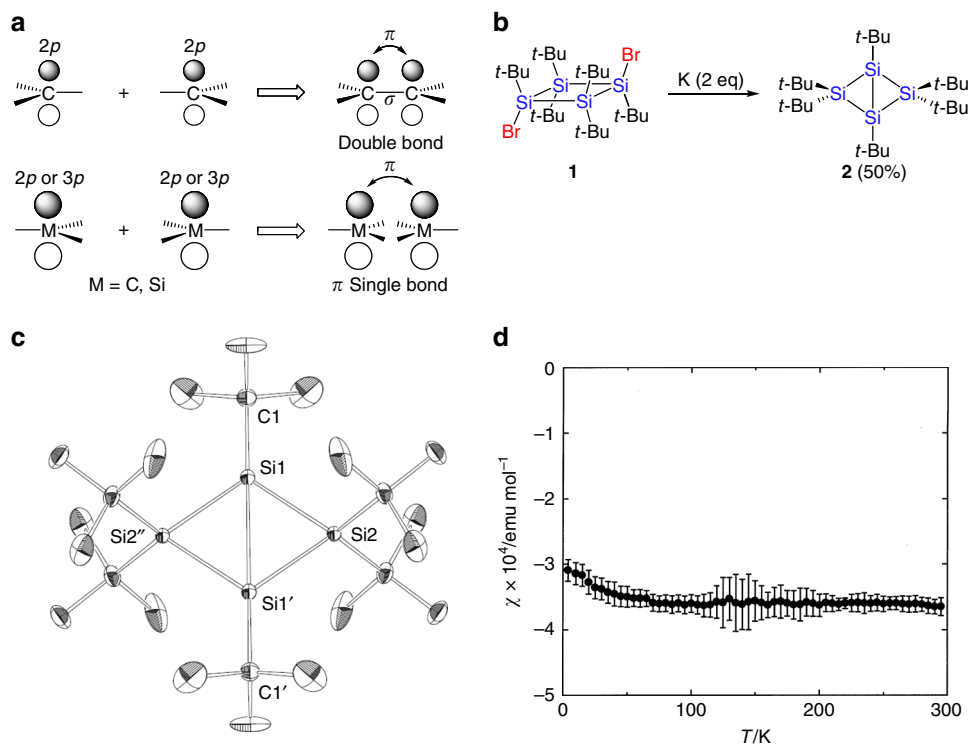 a
2p 2p π
C + C C σ C
Double bond
2p or 3p 2p or 3p π
M + M M M
M = C, Si π Single bond
b
Br
t-Bu t-Bu
Si Si
Si Si
t-Bu t-Bu t-Bu t-Bu
Br
1
K (2 eq)
t-Bu
t-Bu Si t-Bu
Si Si
t-Bu Si t-Bu
t-Bu
2 (50%)
c
C1
Si1
Si2″ Si2
Si1′
C1′
d
0
–1
–2
–3
–4
–5
χ × 10⁴/emu mol⁻¹
0 100 200 300
T/K